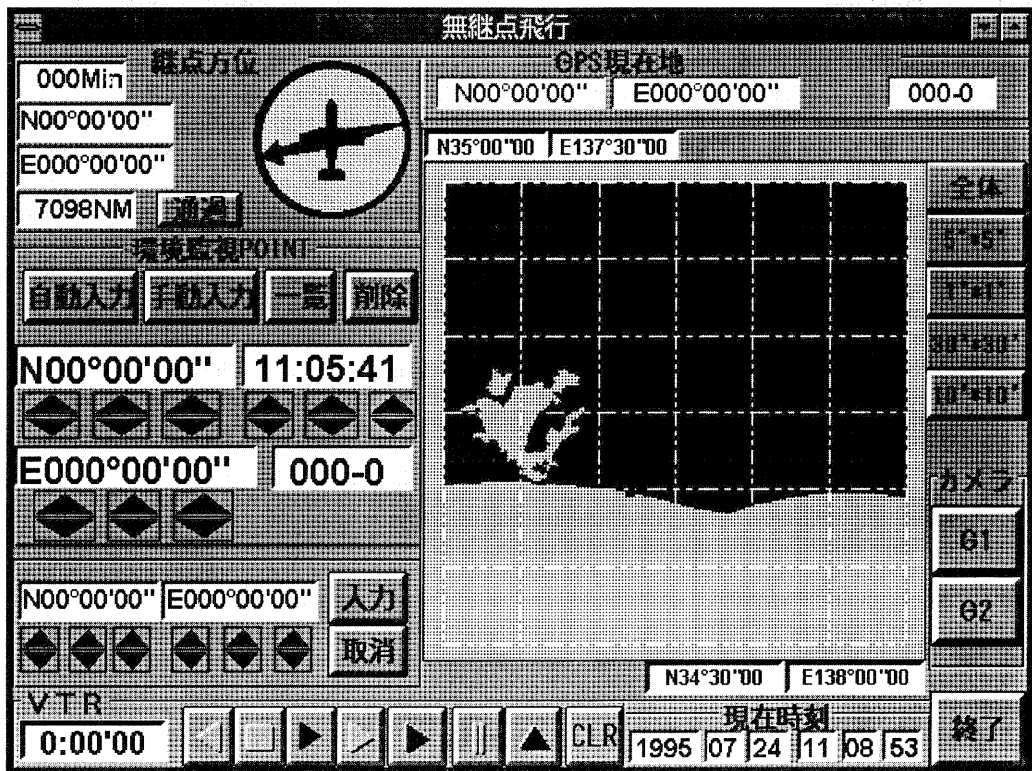 無継点飛行
継点方位
000Min
N00°00'00"
E000°00'00"
7098NM 通過
GPS現在地
N00°00'00" E000°00'00" 000-0
N35°00"00 E137°30"00
環境監視POINT
自動入力 手動入力 一覧 削除
N00°00'00" 11:05:41
E000°00'00" 000-0
N00°00'00" E000°00'00" 入力
取消
全体
5°*5°
1°*1°
30'*30'
10'*10'
カメラ
G1
G2
N34°30"00 E138°00"00
VTR
0:00'00 CLR
現在時刻
1995 07 24 11 08 53
終了